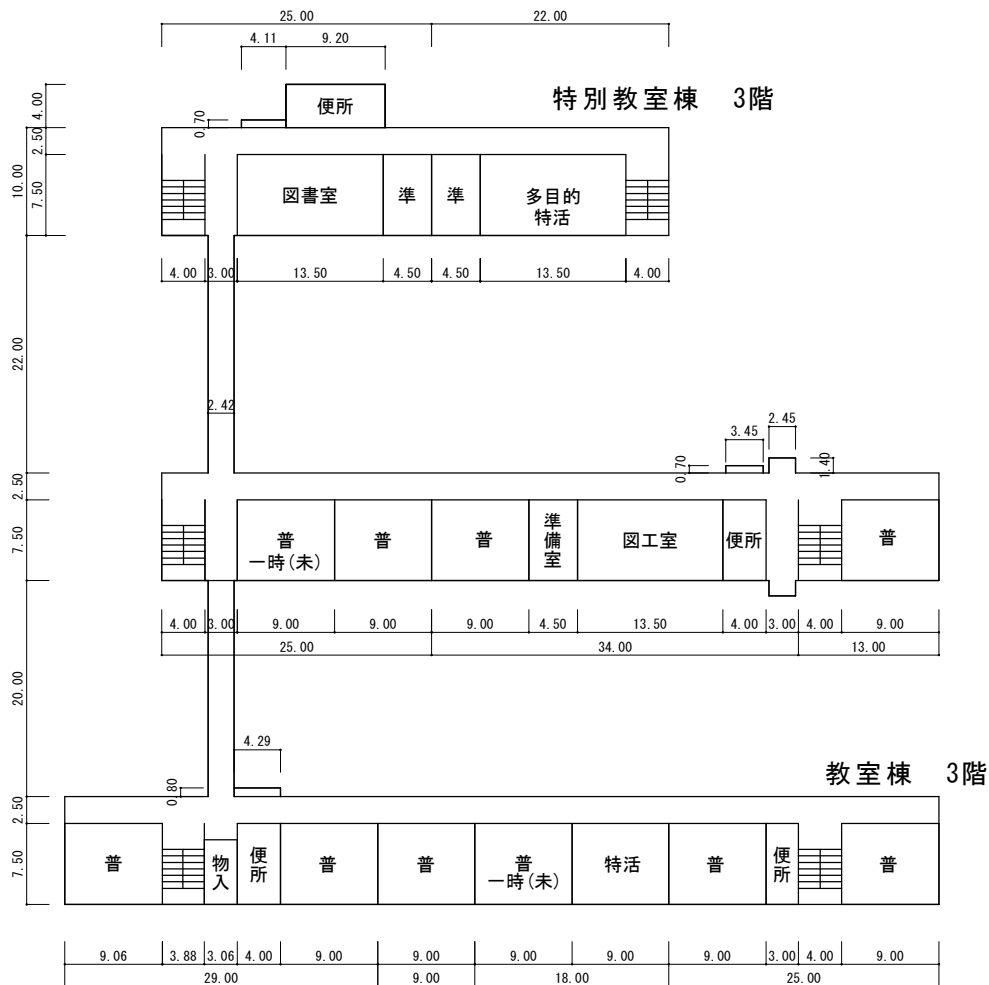 25.00 22.00
4.11 9.20
特別教室棟 3階
4.00
便所
0.70
2.50
10.00
7.50
図書室 準 準 多目的
特活
4.00 3.00 13.50 4.50 4.50 13.50 4.00
22.00
2.42
2.45
3.45
0.70
1.40
2.50
7.50
普
一時(未)
普
普
準備室
図工室
便所
普
4.00 3.00 9.00 9.00 9.00 4.50 13.50 4.00 3.00 4.00 9.00
25.00 34.00 13.00
20.00
4.29
教室棟 3階
0.80
2.50
7.50
普
物入
便所
普
普
普
一時(未)
特活
普
便所
普
9.06 3.88 3.06 4.00 9.00 9.00 9.00 9.00 9.00 3.00 4.00 9.00
29.00 9.00 18.00 25.00